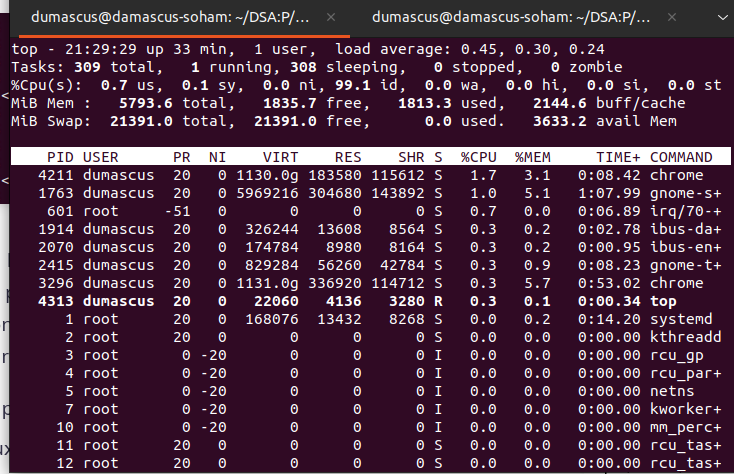 dumascus@damascus-soham: ~/DSA:P/... × dumascus@damascus-soham: ~/DSA:P/... ×
top - 21:29:29 up 33 min,  1 user,  load average: 0.45, 0.30, 0.24
Tasks: 309 total,   1 running, 308 sleeping,   0 stopped,   0 zombie
%Cpu(s):  0.7 us,  0.1 sy,  0.0 ni, 99.1 id,  0.0 wa,  0.0 hi,  0.0 si,  0.0 st
MiB Mem :   5793.6 total,   1835.7 free,   1813.3 used,   2144.6 buff/cache
MiB Swap:  21391.0 total,  21391.0 free,      0.0 used.   3633.2 avail Mem
PID USER      PR  NI    VIRT    RES    SHR S  %CPU  %MEM     TIME+ COMMAND
4211 dumascus  20   0 1130.0g 183580 115612 S   1.7   3.1   0:08.42 chrome
1763 dumascus  20   0 5969216 304680 143892 S   1.0   5.1   1:07.99 gnome-s+
601 root     -51   0       0      0      0 S   0.7   0.0   0:06.89 irq/70-+
1914 dumascus  20   0  326244  13608   8564 S   0.3   0.2   0:02.78 ibus-da+
2070 dumascus  20   0  174784   8980   8164 S   0.3   0.2   0:00.95 ibus-en+
2415 dumascus  20   0  829284  56260  42784 S   0.3   0.9   0:08.23 gnome-t+
3296 dumascus  20   0 1131.0g 336920 114712 S   0.3   5.7   0:53.02 chrome
4313 dumascus  20   0   22060   4136   3280 R   0.3   0.1   0:00.34 top
1 root      20   0  168076  13432   8268 S   0.0   0.2   0:14.20 systemd
2 root      20   0       0      0      0 S   0.0   0.0   0:00.00 kthreadd
3 root       0 -20       0      0      0 I   0.0   0.0   0:00.00 rcu_gp
4 root       0 -20       0      0      0 I   0.0   0.0   0:00.00 rcu_par+
5 root       0 -20       0      0      0 I   0.0   0.0   0:00.00 netns
7 root       0 -20       0      0      0 I   0.0   0.0   0:00.00 kworker+
10 root       0 -20       0      0      0 I   0.0   0.0   0:00.00 mm_perc+
11 root      20   0       0      0      0 S   0.0   0.0   0:00.00 rcu_tas+
12 root      20   0       0      0      0 S   0.0   0.0   0:00.00 rcu_tas+